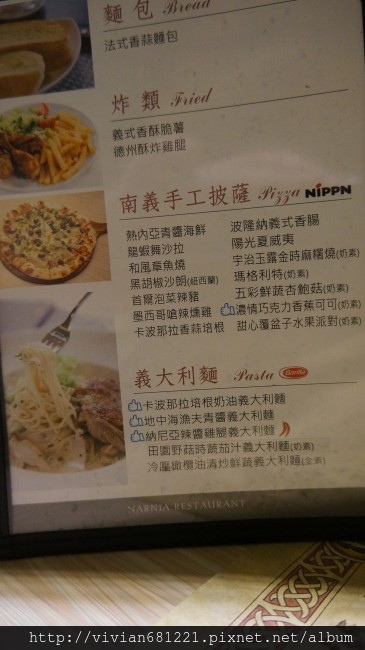 麵包 Bread
法式香蒜麵包
炸類 Fried
義式香酥脆薯
德州酥炸雞腿
南義手工披薩 Pizza NIPPN
熱內亞青醬海鮮
龍蝦舞沙拉
和風章魚燒
黑胡椒沙朗(紐西蘭)
首爾泡菜辣豬
墨西哥嗆辣燻雞
卡波那拉香蒜培根
波隆納義式香腸
陽光夏威夷
宇治玉露金時麻糬燒(奶素)
瑪格利特(奶素)
五彩鮮蔬杏鮑菇(奶素)
濃情巧克力香蕉可可(奶素)
甜心覆盆子水果派對(奶素)
義大利麵 Pasta Barilla
卡波那拉培根奶油義大利麵
地中海漁夫青醬義大利麵
納尼亞辣醬雞腿義大利麵
田園野菇時蔬茄汁義大利麵(奶素)
冷壓橄欖油清炒鮮蔬義大利麵(全素)
NARNIA RESTAURANT
http://vivian681221.pixnet.net/album